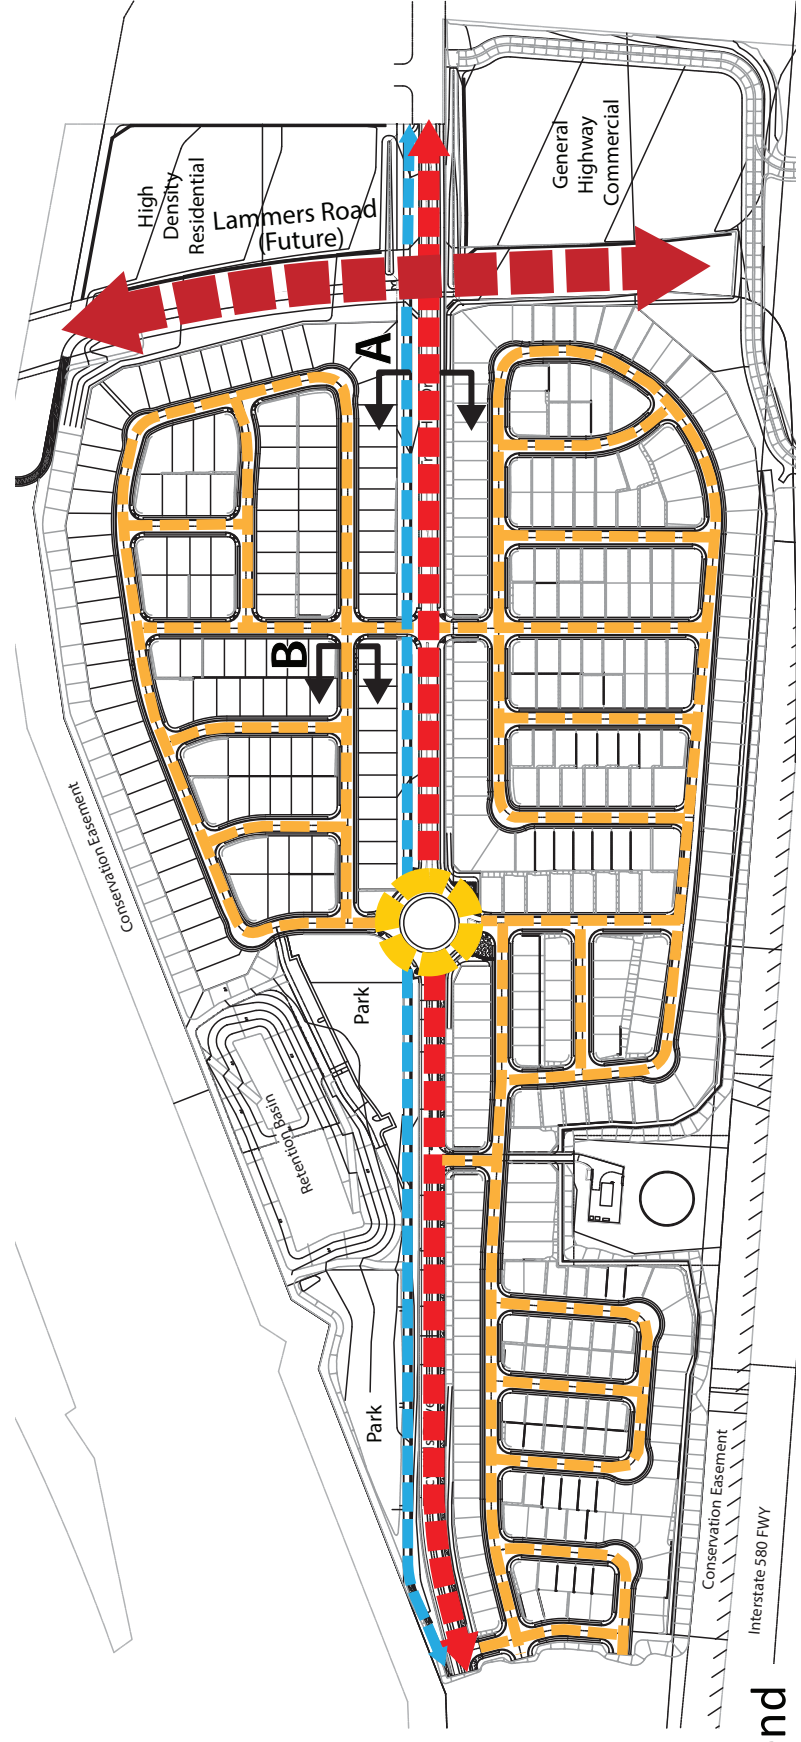 General
Highway
Commercial
High
Density
Residential
Lammers Road
(Future)
A
B
Conservation Easement
Park
Retention Basin
Park
Conservation Easement
Interstate 580 FWY
nd